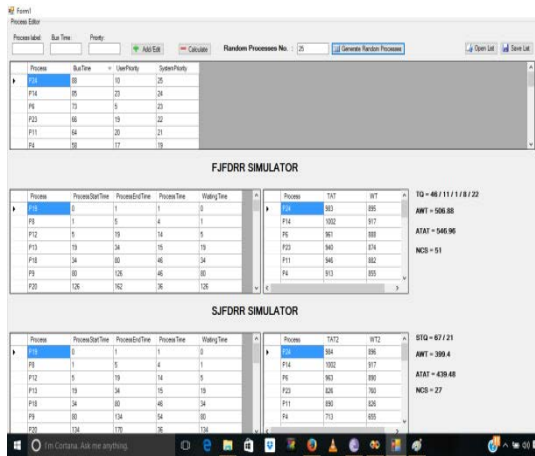 Form1
Process Editor
Process label: Bus Time: Priority:
Add/Edit Calculate Random Processes No. : 25 Generate Random Processes Open List Save List
Process BusTime UserPriority SystemPriority
P24 88 10 25
P14 85 23 24
P6 73 5 23
P23 66 19 22
P11 64 20 21
P4 58 17 19
FJFDRR SIMULATOR
Process ProcessStartTime ProcessEndTime ProcessTime WaitingTime
P19 0 1 1 0
P8 1 5 4 1
P12 5 19 14 5
P13 19 34 15 19
P18 34 80 46 34
P9 80 126 46 80
P20 126 162 36 126
Process TAT WT
P24 983 895
P14 1002 917
P6 961 888
P23 940 874
P11 946 882
P4 913 855
TQ = 46 / 11 / 1 / 8 / 22
AWT = 506.88
ATAT = 546.96
NCS = 51
SJFDRR SIMULATOR
Process ProcessStartTime ProcessEndTime ProcessTime WaitingTime
P19 0 1 1 0
P8 1 5 4 1
P12 5 19 14 5
P13 19 34 15 19
P18 34 80 46 34
P9 80 134 54 80
P20 134 170 36 134
Process TAT2 WT2
P24 984 896
P14 1002 917
P6 963 890
P23 826 760
P11 890 826
P4 713 655
STQ = 67 / 21
AWT = 399.4
ATAT = 439.48
NCS = 27
I'm Cortana. Ask me anything.